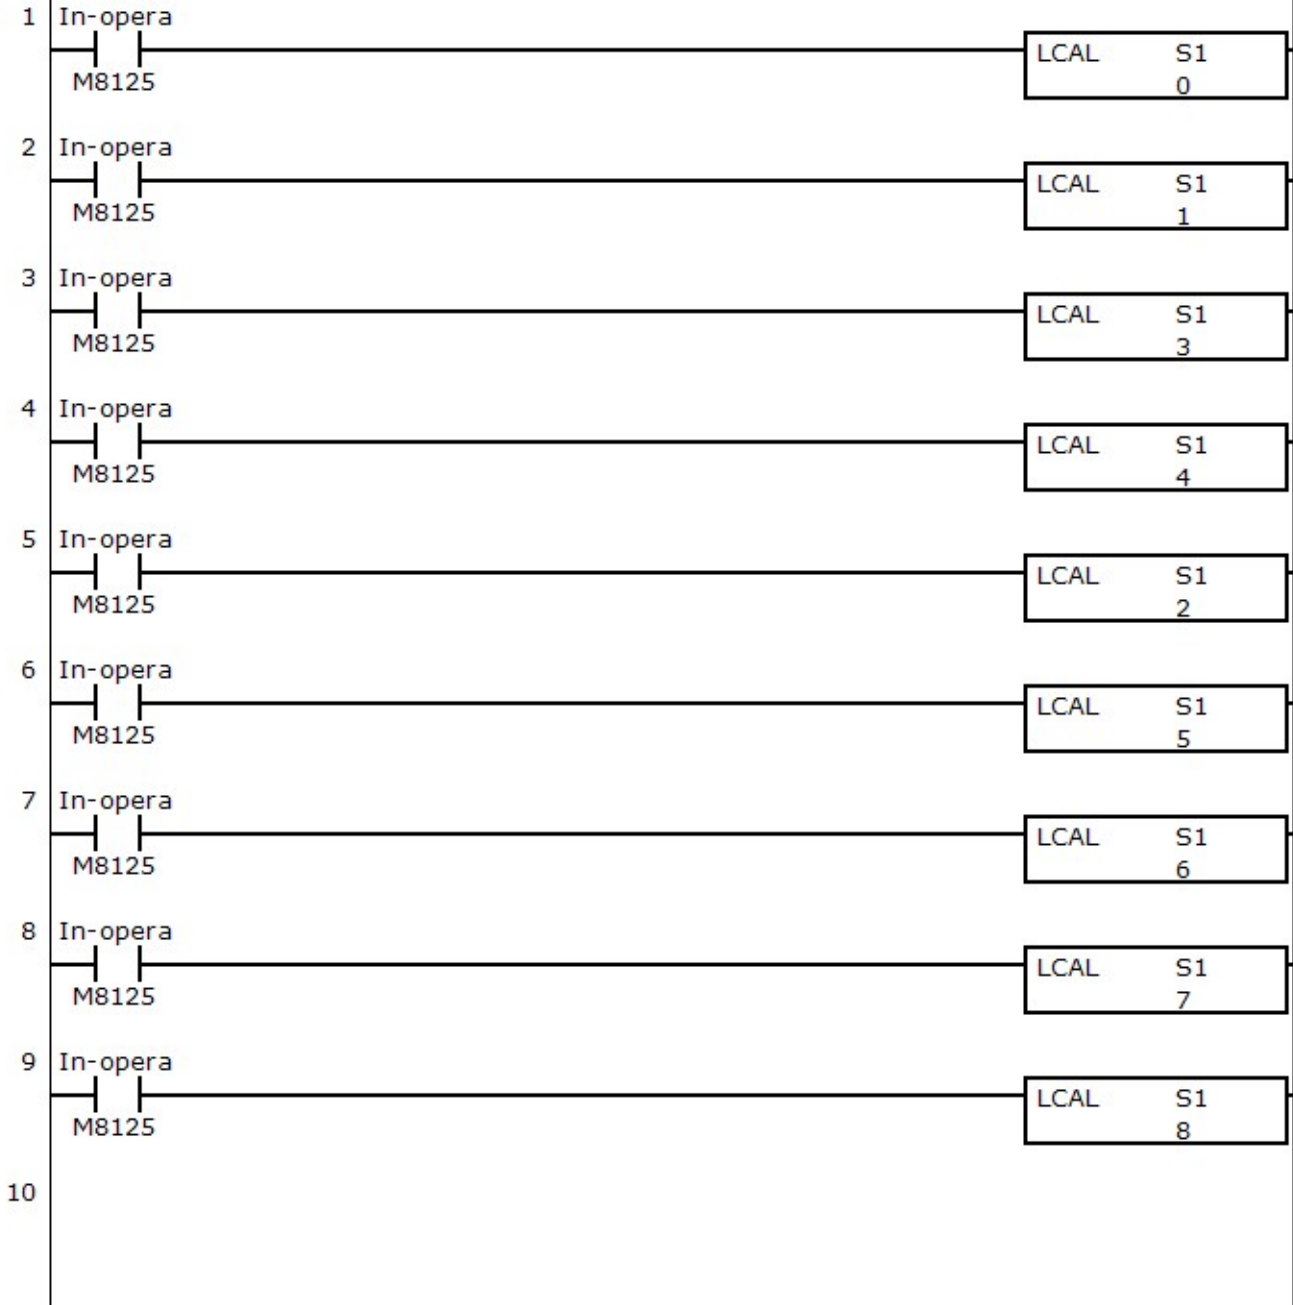 1 In-opera
LCAL S1
M8125 0
2 In-opera
LCAL S1
M8125 1
3 In-opera
LCAL S1
M8125 3
4 In-opera
LCAL S1
M8125 4
5 In-opera
LCAL S1
M8125 2
6 In-opera
LCAL S1
M8125 5
7 In-opera
LCAL S1
M8125 6
8 In-opera
LCAL S1
M8125 7
9 In-opera
LCAL S1
M8125 8
10